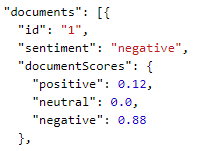 "documents": [{
"id": "1",
"sentiment": "negative",
"documentScores": {
"positive": 0.12,
"neutral": 0.0,
"negative": 0.88
},